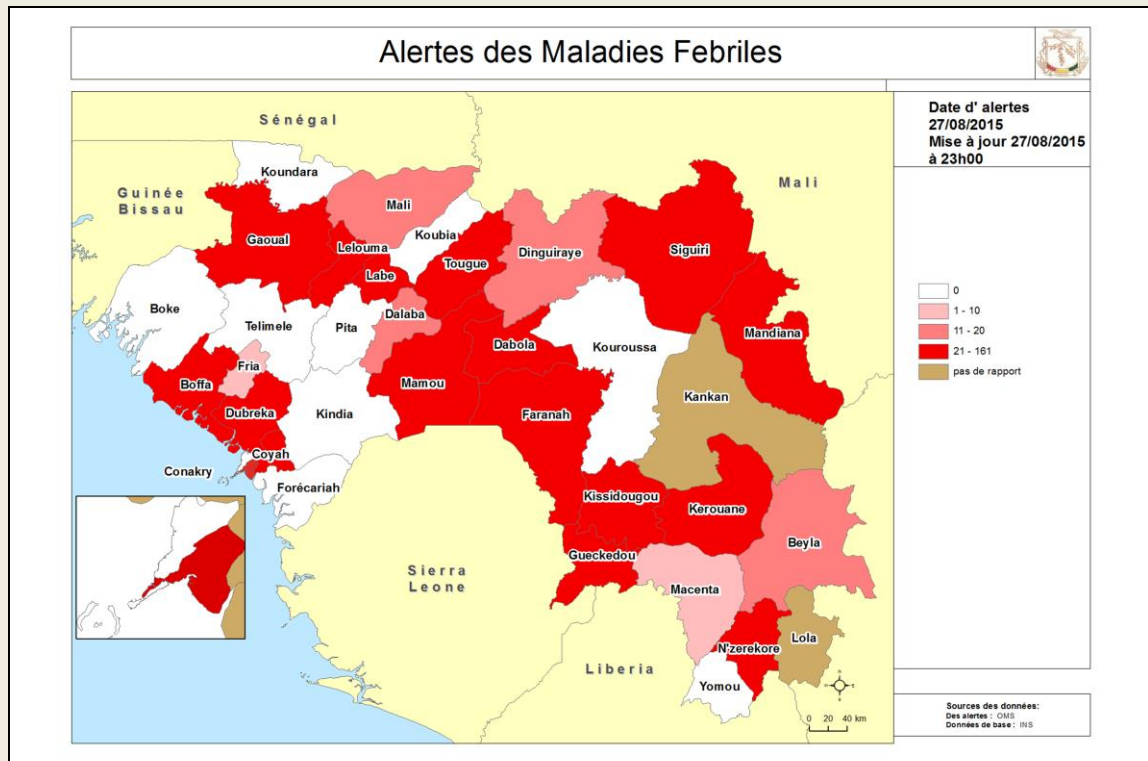 Alertes des Maladies Febriles
Date d' alertes
27/08/2015
Mise à jour 27/08/2015
à 23h00
Sénégal
Guinée
Bissau
Mali
Koundara
Mali
Koubia
Gaoual
Lelouma
Labe
Tougue
Dinguiraye
Siguiri
Boke
Telimele
Pita
Dalaba
Dabola
Kouroussa
Mandiana
Fria
Boffa
Mamou
Kankan
Dubreka
Kindia
Faranah
Coyah
Conakry
Forécariah
Kissidougou
Kerouane
Gueckedou
Beyla
Sierra
Leone
Macenta
Liberia
N'zerekore
Lola
Yomou
0
1 - 10
11 - 20
21 - 161
pas de rapport
0 20 40 km
Sources des données:
Des alertes : OMS
Données de base : INS